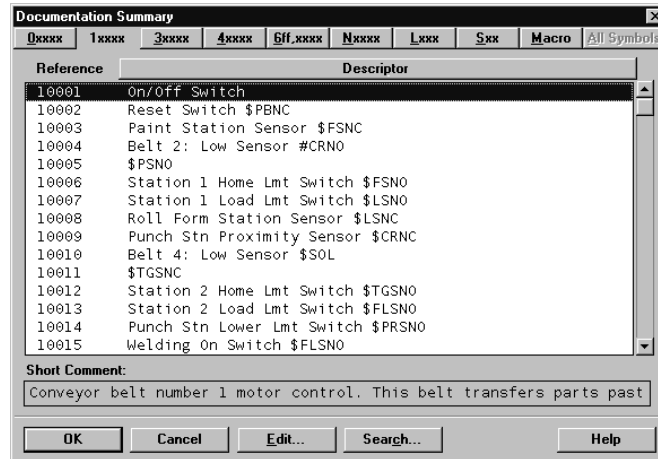 Documentation Summary
0xxxx 1xxxx 3xxxx 4xxxx 6ff,xxxx Nxxxx Lxxx Sxx Macro All Symbols
Reference Descriptor
10001 On/Off Switch
10002 Reset Switch $PBNC
10003 Paint Station Sensor $FSNC
10004 Belt 2: Low Sensor #CRNO
10005 $PSNO
10006 Station 1 Home Lmt Switch $FSNO
10007 Station 1 Load Lmt Switch $LSNO
10008 Roll Form Station Sensor $LSNC
10009 Punch Stn Proximity Sensor $CRNC
10010 Belt 4: Low Sensor $SOL
10011 $TGSNC
10012 Station 2 Home Lmt Switch $TGSNO
10013 Station 2 Load Lmt Switch $FLSNO
10014 Punch Stn Lower Lmt Switch $PRSNO
10015 Welding On Switch $FLSNO
Short Comment:
Conveyor belt number 1 motor control. This belt transfers parts past
OK Cancel Edit... Search... Help